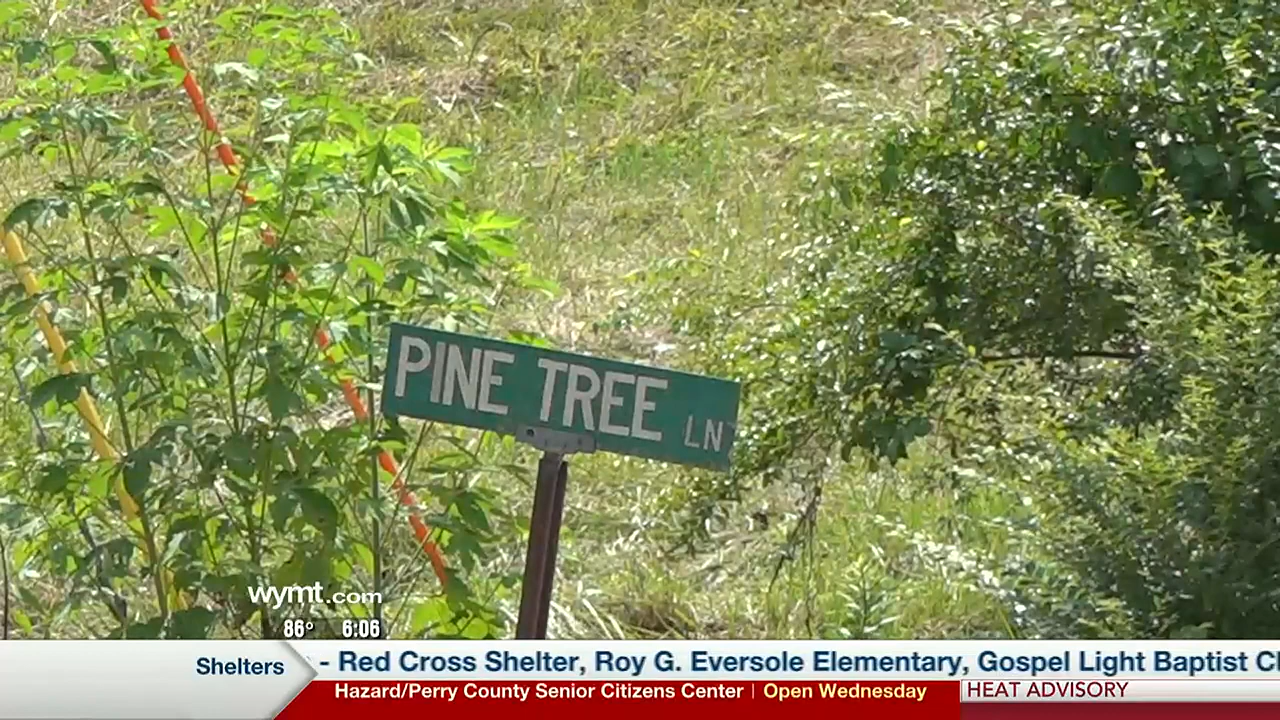 PINE TREE LN
wymt.com
86° 6:06
Shelters - Red Cross Shelter, Roy G. Eversole Elementary, Gospel Light Baptist
Hazard/Perry County Senior Citizens Center | Open Wednesday HEAT ADVISORY